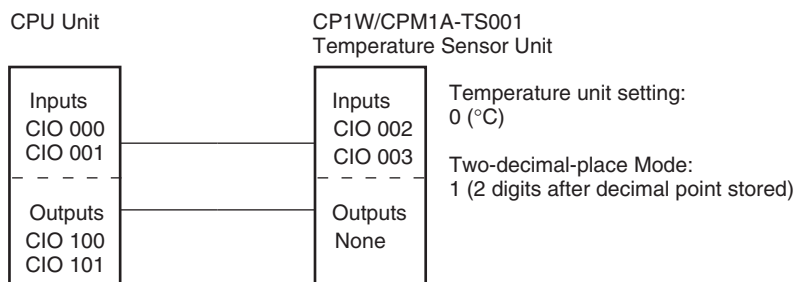 CPU Unit
CP1W/CPM1A-TS001
Temperature Sensor Unit
Inputs
CIO 000
CIO 001
Outputs
CIO 100
CIO 101
Inputs
CIO 002
CIO 003
Outputs
None
Temperature unit setting:
0 (°C)
Two-decimal-place Mode:
1 (2 digits after decimal point stored)